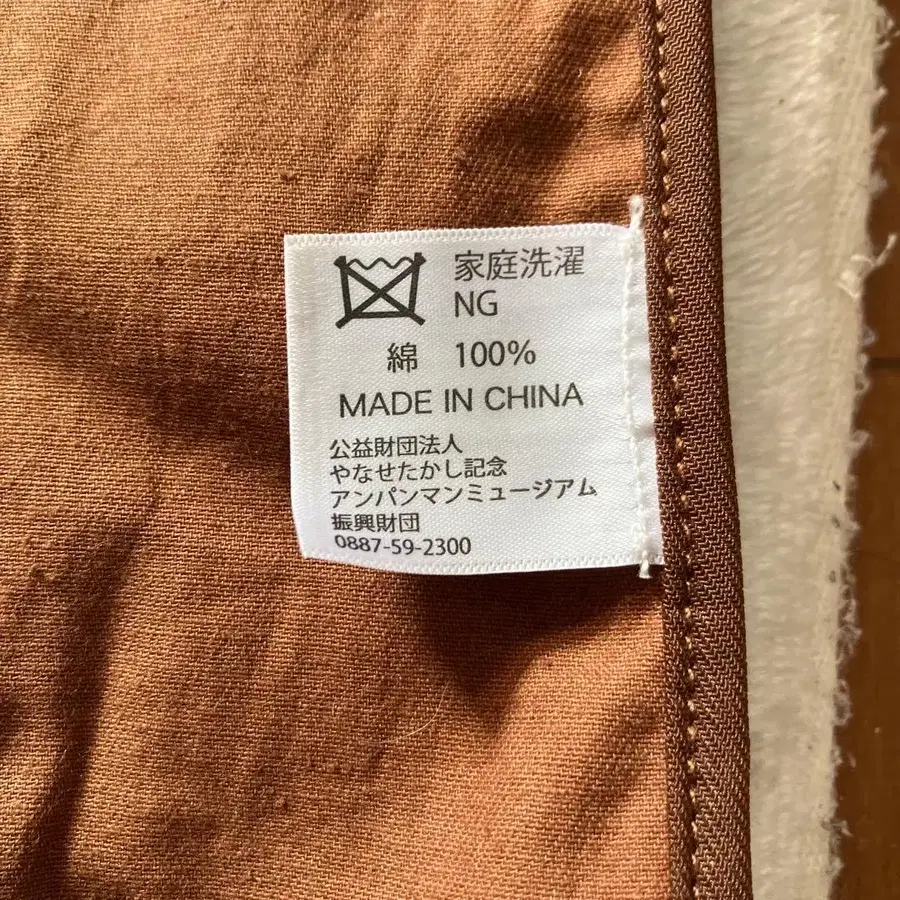 家庭洗濯
NG
綿 100%
MADE IN CHINA
公益財団法人
やなせたかし記念
アンパンマンミュージアム
振興財団
0887-59-2300